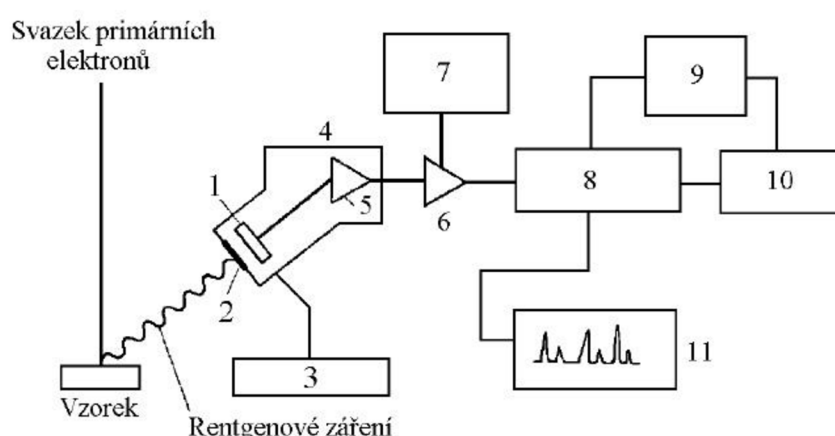 Svazek primárních
elektronů
7
9
4
1
5
6
8
10
2
3
11
Vzorek
Rentgenové záření